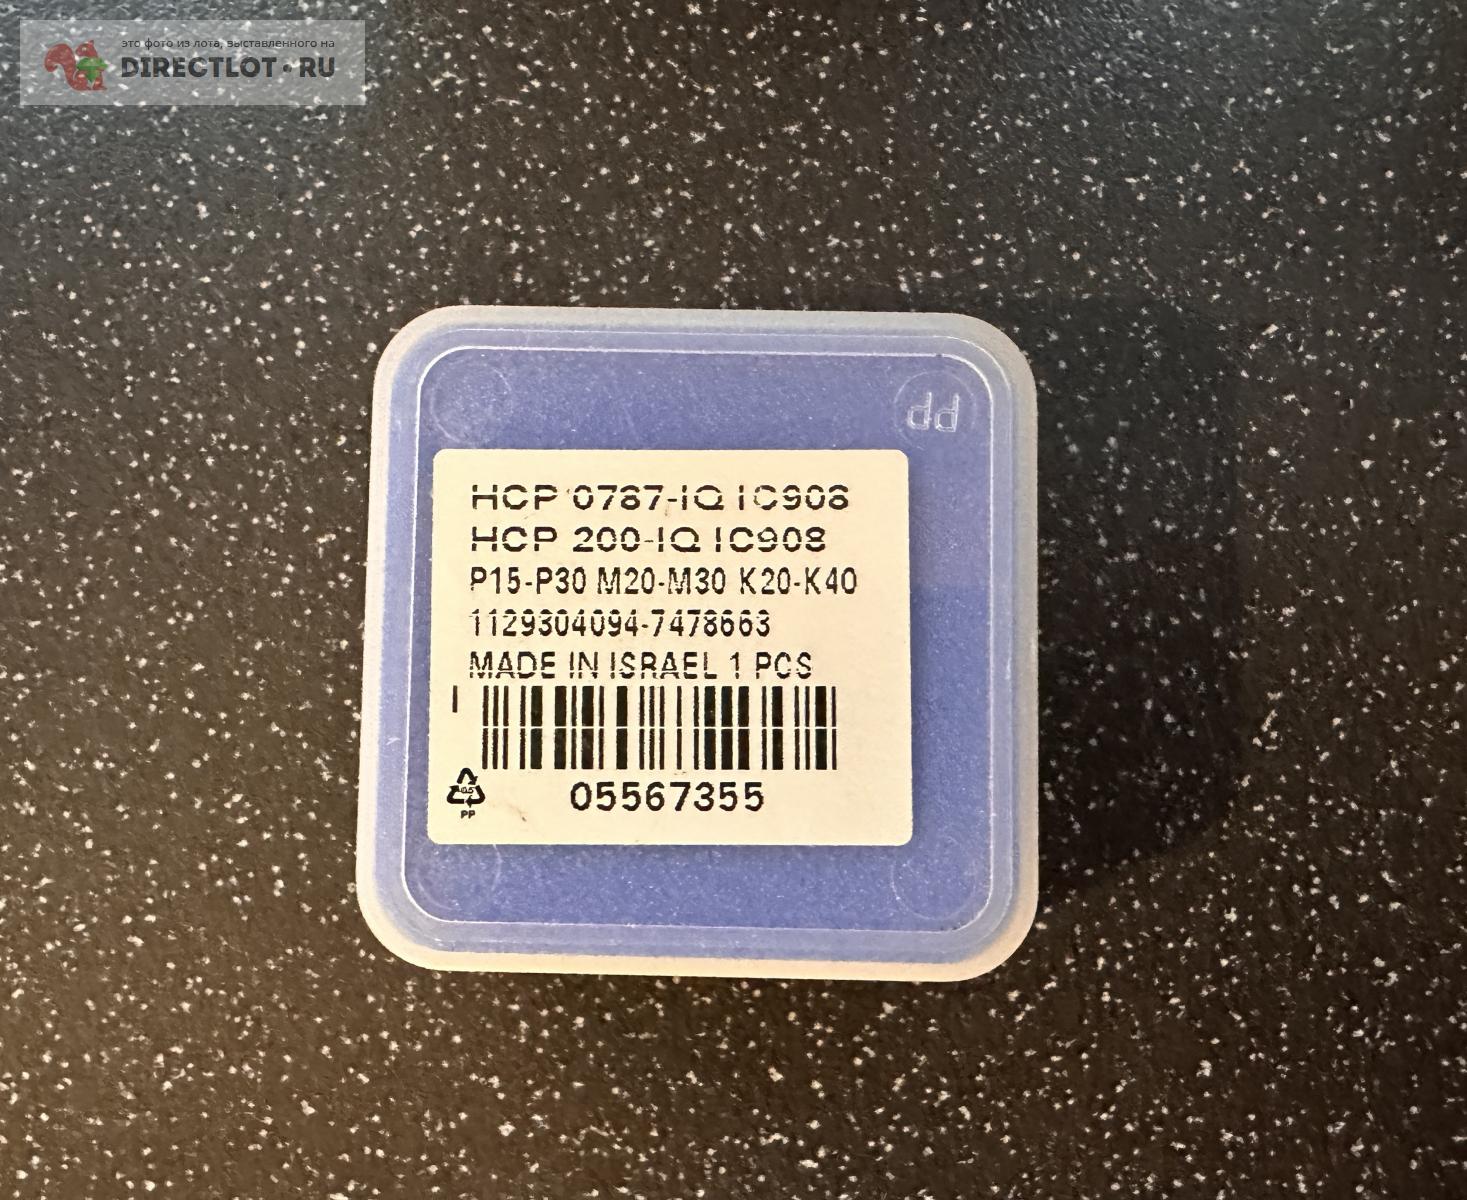 это фото из лота, выставленного на
DIRECTLOT.RU
PP
HCP 0787-IQ IC908
HCP 200-IQ IC908
P15-P30 M20-M30 K20-K40
1129304094-7478663
MADE IN ISRAEL 1 PCS
I
05567355
PP